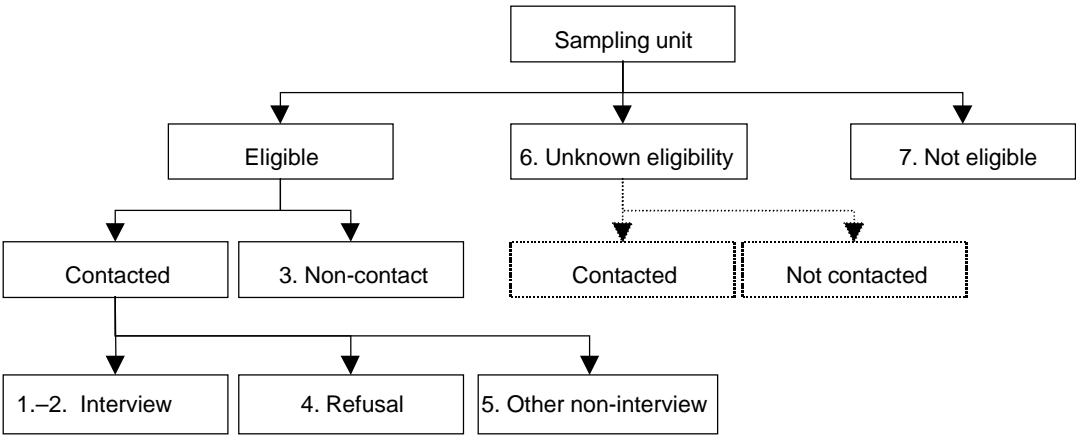 Sampling unit
Eligible
6. Unknown eligibility
7. Not eligible
Contacted
3. Non-contact
Contacted
Not contacted
1.–2. Interview
4. Refusal
5. Other non-interview